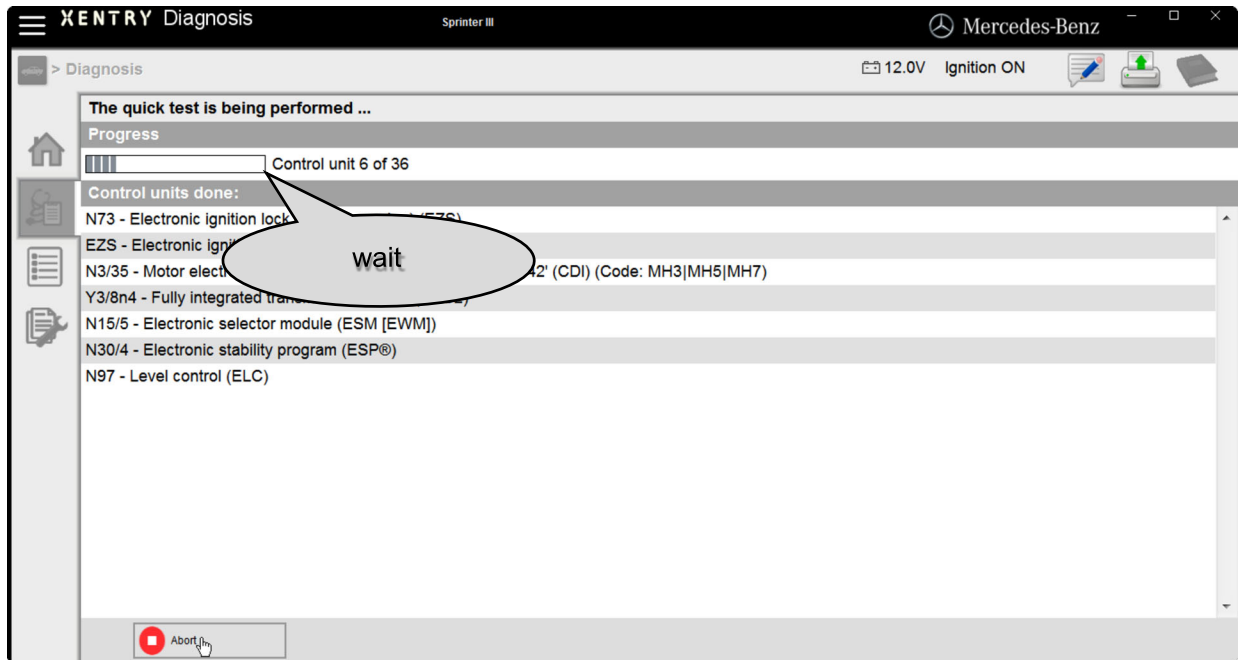 XENTRY Diagnosis
Sprinter III
Mercedes-Benz
> Diagnosis
12.0V Ignition ON
The quick test is being performed ...
Progress
Control unit 6 of 36
Control units done:
N73 - Electronic ignition lock (EZS)
EZS - Electronic
wait
N3/35 - Motor 42' (CDI) (Code: MH3|MH5|MH7)
Y3/8n4 - Fully integrated
N15/5 - Electronic selector module (ESM [EWM])
N30/4 - Electronic stability program (ESP®)
N97 - Level control (ELC)
Abort